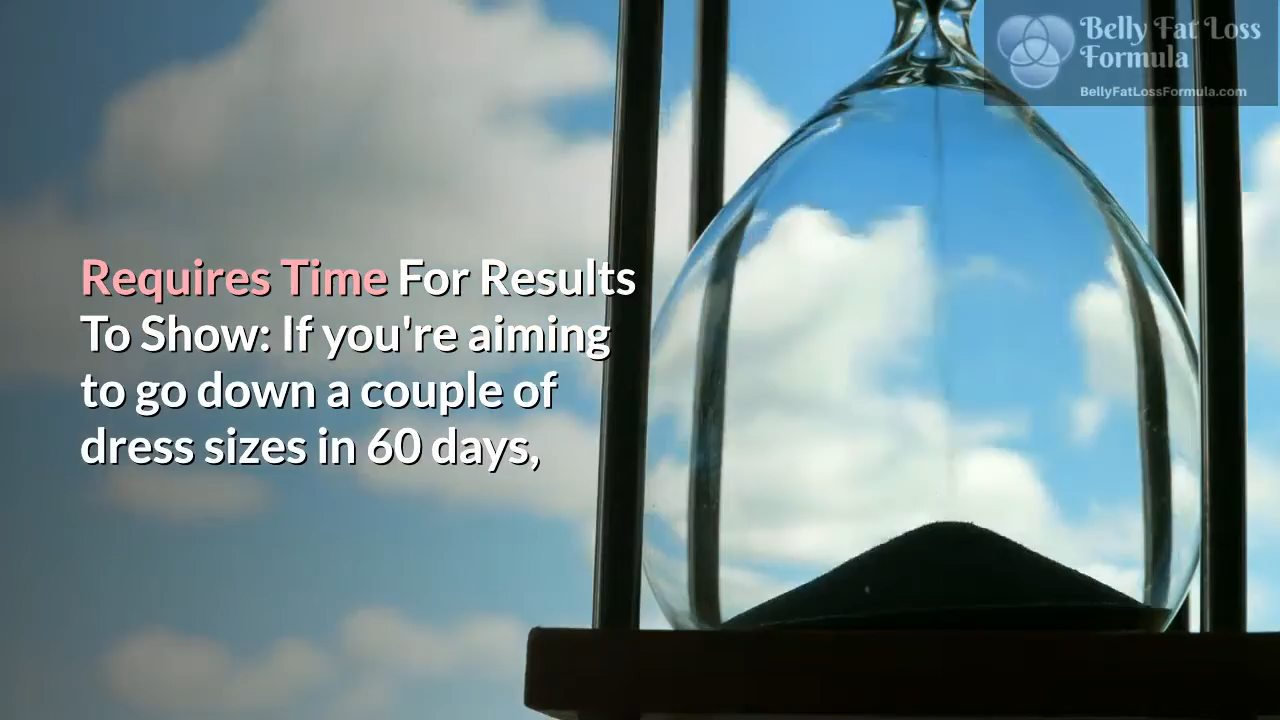 Belly Fat Loss
Formula
BellyFatLossFormula.com
Requires Time For Results
To Show: If you're aiming
to go down a couple of
dress sizes in 60 days,